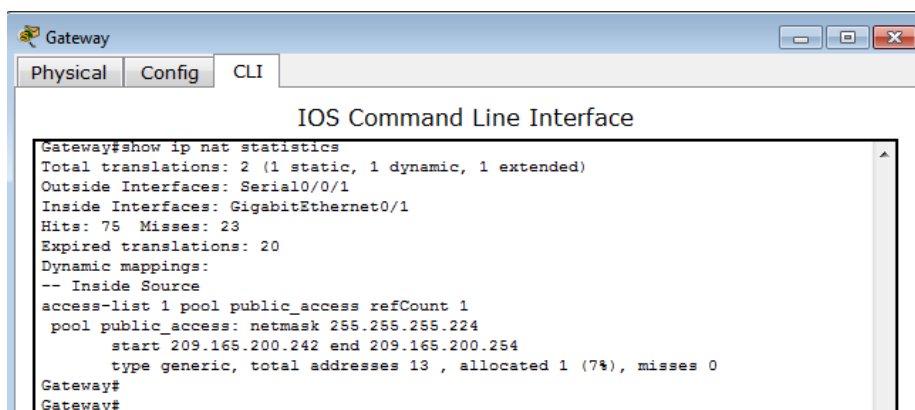 Gateway
Physical Config CLI
IOS Command Line Interface
Gateway#show ip nat statistics
Total translations: 2 (1 static, 1 dynamic, 1 extended)
Outside Interfaces: Serial0/0/1
Inside Interfaces: GigabitEthernet0/1
Hits: 75  Misses: 23
Expired translations: 20
Dynamic mappings:
-- Inside Source
access-list 1 pool public_access refCount 1
 pool public_access: netmask 255.255.255.224
       start 209.165.200.242 end 209.165.200.254
       type generic, total addresses 13 , allocated 1 (7%), misses 0
Gateway#
Gateway#